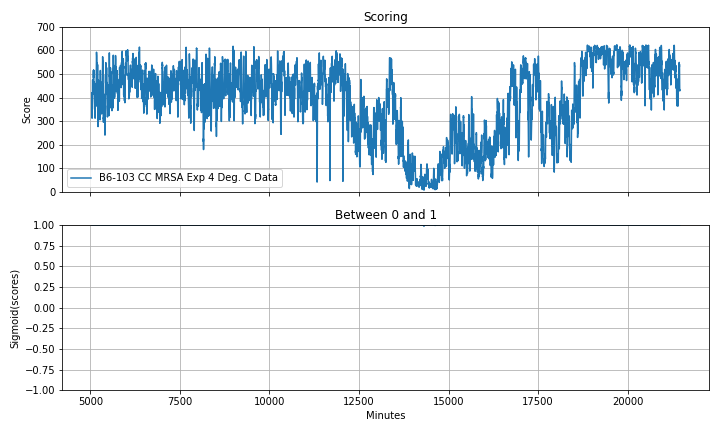 Scoring
700
600
500
400
300
200
100
0
Score
B6-103 CC MRSA Exp 4 Deg. C Data
Between 0 and 1
1.00
0.75
0.50
0.25
0.00
−0.25
−0.50
−0.75
−1.00
Sigmoid(scores)
5000 7500 10000 12500 15000 17500 20000
Minutes